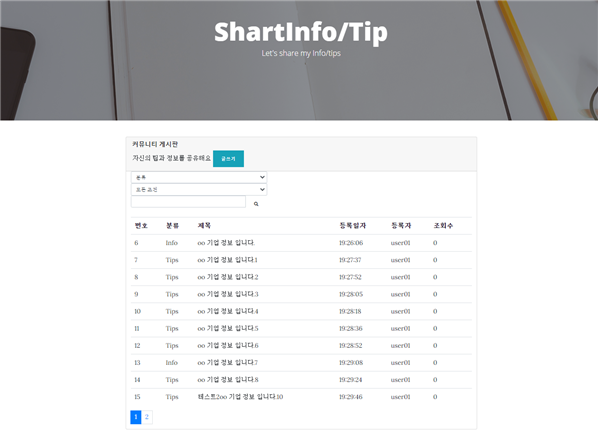 ShartInfo/Tip
Let's share my Info/tips
커뮤니티 게시판
자신의 팁과 정보를 공유해요 글쓰기
분류
번호 분류 제목 등록일자 등록자 조회수
6 Info oo 기업 정보 입니다. 19:26:06 user01 0
7 Tips oo 기업 정보 입니다.1 19:27:37 user01 0
8 Tips oo 기업 정보 입니다.2 19:27:52 user01 0
9 Tips oo 기업 정보 입니다.3 19:28:05 user01 0
10 Tips oo 기업 정보 입니다.4 19:28:18 user01 0
11 Tips oo 기업 정보 입니다.5 19:28:36 user01 0
12 Tips oo 기업 정보 입니다.6 19:28:52 user01 0
13 Info oo 기업 정보 입니다.7 19:29:08 user01 0
14 Tips oo 기업 정보 입니다.8 19:29:24 user01 0
15 Tips 테스트2oo 기업 정보 입니다.10 19:29:46 user01 0
1 2